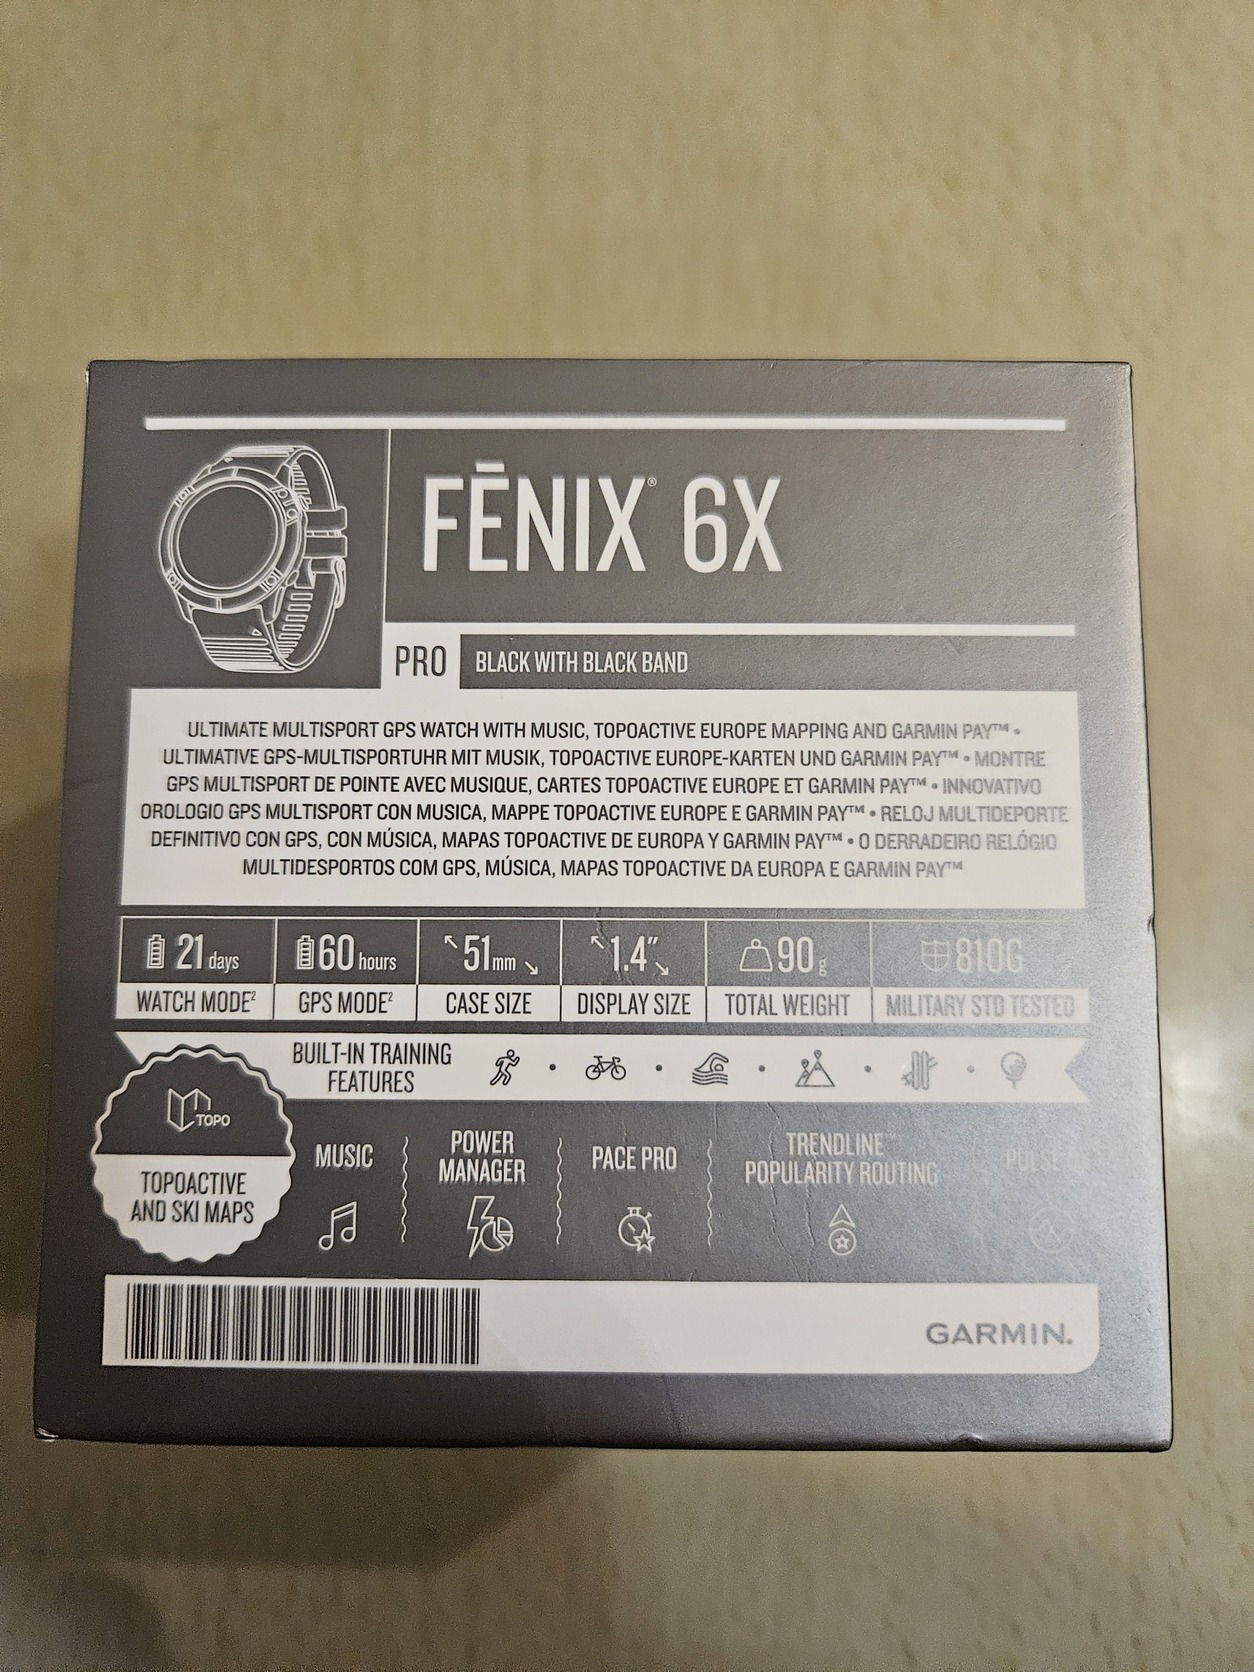 FĒNIX® 6X
PRO BLACK WITH BLACK BAND
ULTIMATE MULTISPORT GPS WATCH WITH MUSIC, TOPOACTIVE EUROPE MAPPING AND GARMIN PAY™ •
ULTIMATIVE GPS-MULTISPORTUHR MIT MUSIK, TOPOACTIVE EUROPE-KARTEN UND GARMIN PAY™ • MONTRE
GPS MULTISPORT DE POINTE AVEC MUSIQUE, CARTES TOPOACTIVE EUROPE ET GARMIN PAY™ • INNOVATIVO
OROLOGIO GPS MULTISPORT CON MUSICA, MAPPE TOPOACTIVE EUROPE E GARMIN PAY™ • RELOJ MULTIDEPORTE
DEFINITIVO CON GPS, CON MÚSICA, MAPAS TOPOACTIVE DE EUROPA Y GARMIN PAY™ • O DERRADEIRO RELÓGIO
MULTIDESPORTOS COM GPS, MÚSICA, MAPAS TOPOACTIVE DA EUROPA E GARMIN PAY™
21 days
WATCH MODE²
60 hours
GPS MODE²
51mm
CASE SIZE
1.4″
DISPLAY SIZE
90g
TOTAL WEIGHT
810G
MILITARY STD TESTED
BUILT-IN TRAINING
FEATURES
TOPO
TOPOACTIVE
AND SKI MAPS
MUSIC
POWER
MANAGER
PACE PRO
TRENDLINE™
POPULARITY ROUTING
GARMIN.